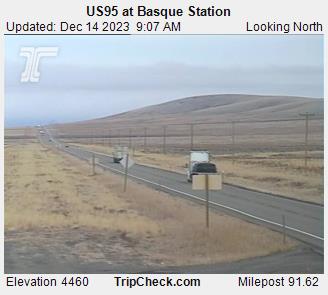 US95 at Basque Station
Updated: Dec 14 2023 9:07 AM Looking North
Elevation 4460 TripCheck.com Milepost 91.62